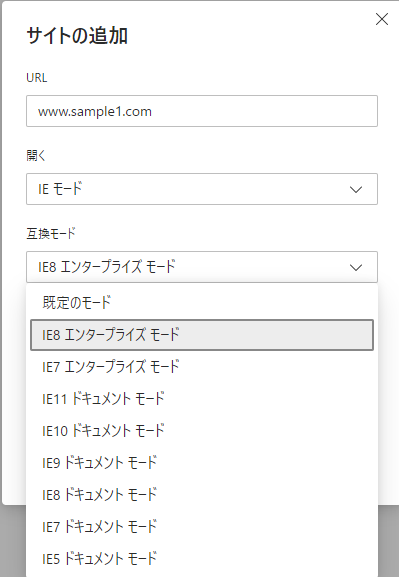 サイトの追加
URL
www.sample1.com
開く
IE モード
互換モード
IE8 エンタープライズ モード
既定のモード
IE8 エンタープライズ モード
IE7 エンタープライズ モード
IE11 ドキュメント モード
IE10 ドキュメント モード
IE9 ドキュメント モード
IE8 ドキュメント モード
IE7 ドキュメント モード
IE5 ドキュメント モード